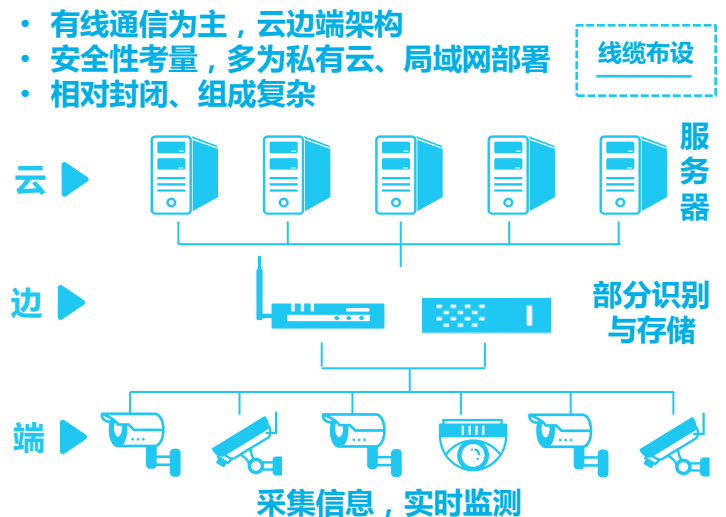 • 有线通信为主，云边端架构
• 安全性考量，多为私有云、局域网部署
• 相对封闭、组成复杂
线缆布设
云
服务器
边
部分识别
与存储
端
采集信息，实时监测